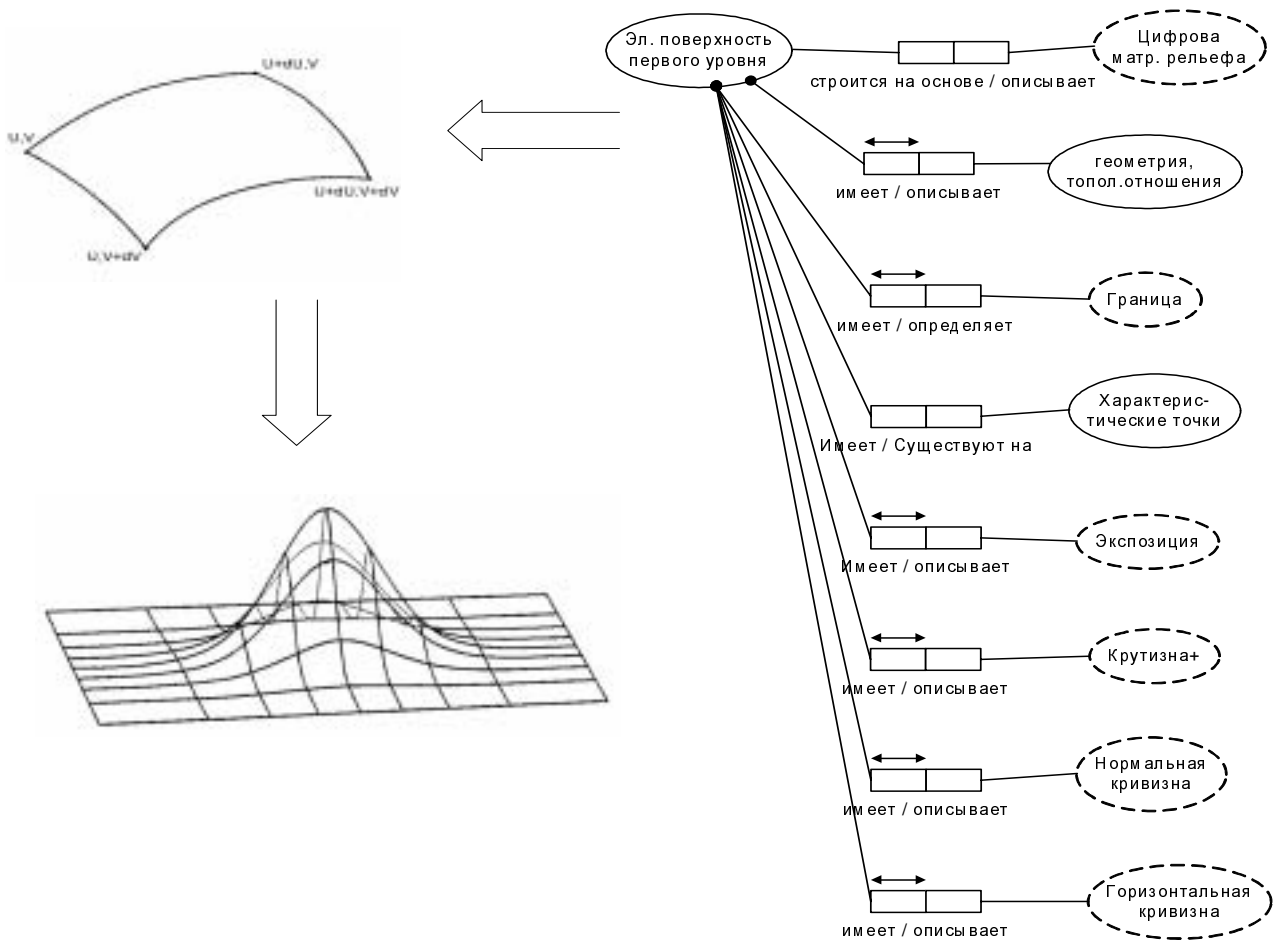 U+dU,V
U,V
U+dU,V+dV
U,V+dV
Эл. поверхность
первого уровня
Цифрова
матр. рельефа
строится на основе / описывает
геометрия,
топол.отношения
имеет / описывает
Граница
имеет / определяет
Характерис-
тические точки
Имеет / Существуют на
Экспозиция
Имеет / описывает
Крутизна+
имеет / описывает
Нормальная
кривизна
имеет / описывает
Горизонтальная
кривизна
имеет / описывает